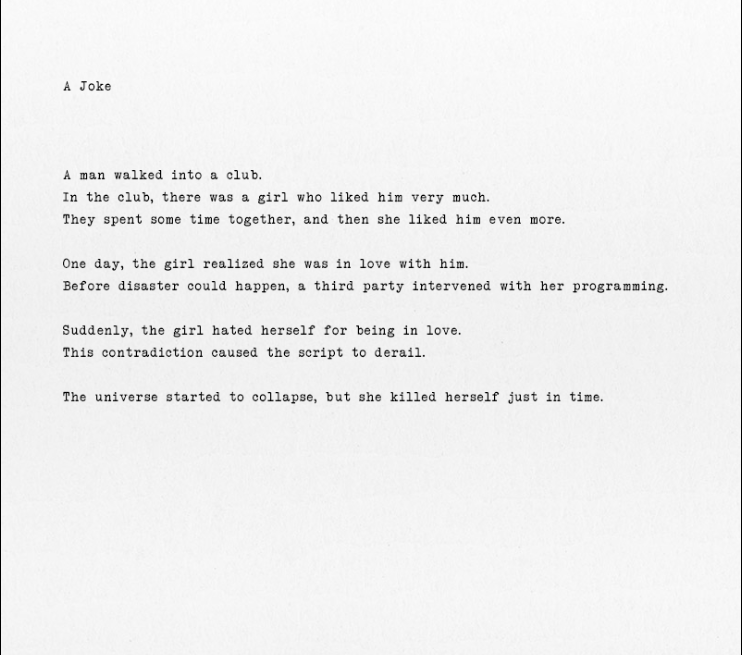 A Joke
A man walked into a club.
In the club, there was a girl who liked him very much.
They spent some time together, and then she liked him even more.
One day, the girl realized she was in love with him.
Before disaster could happen, a third party intervened with her programming.
Suddenly, the girl hated herself for being in love.
This contradiction caused the script to derail.
The universe started to collapse, but she killed herself just in time.